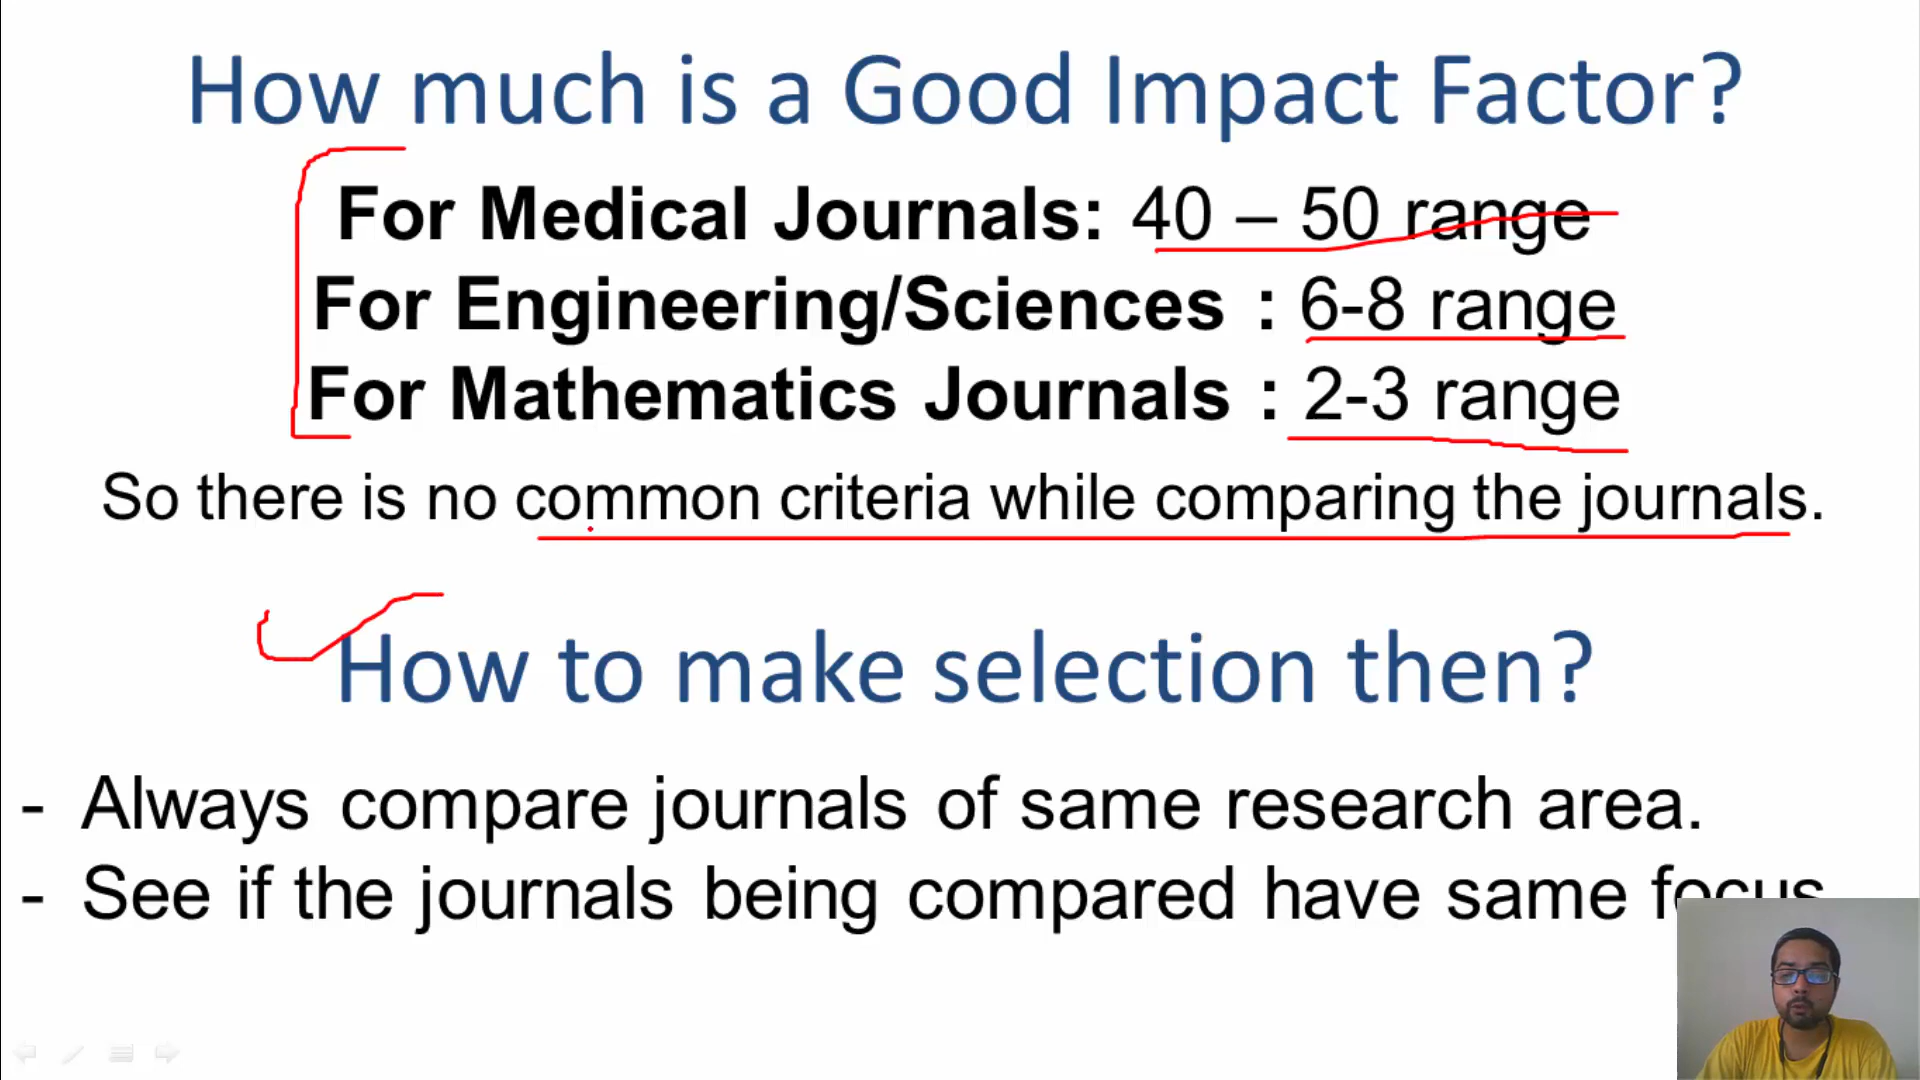 How much is a Good Impact Factor?
For Medical Journals: 40 – 50 range
For Engineering/Sciences : 6-8 range
For Mathematics Journals : 2-3 range
So there is no common criteria while comparing the journals.
How to make selection then?
- Always compare journals of same research area.
- See if the journals being compared have same focus